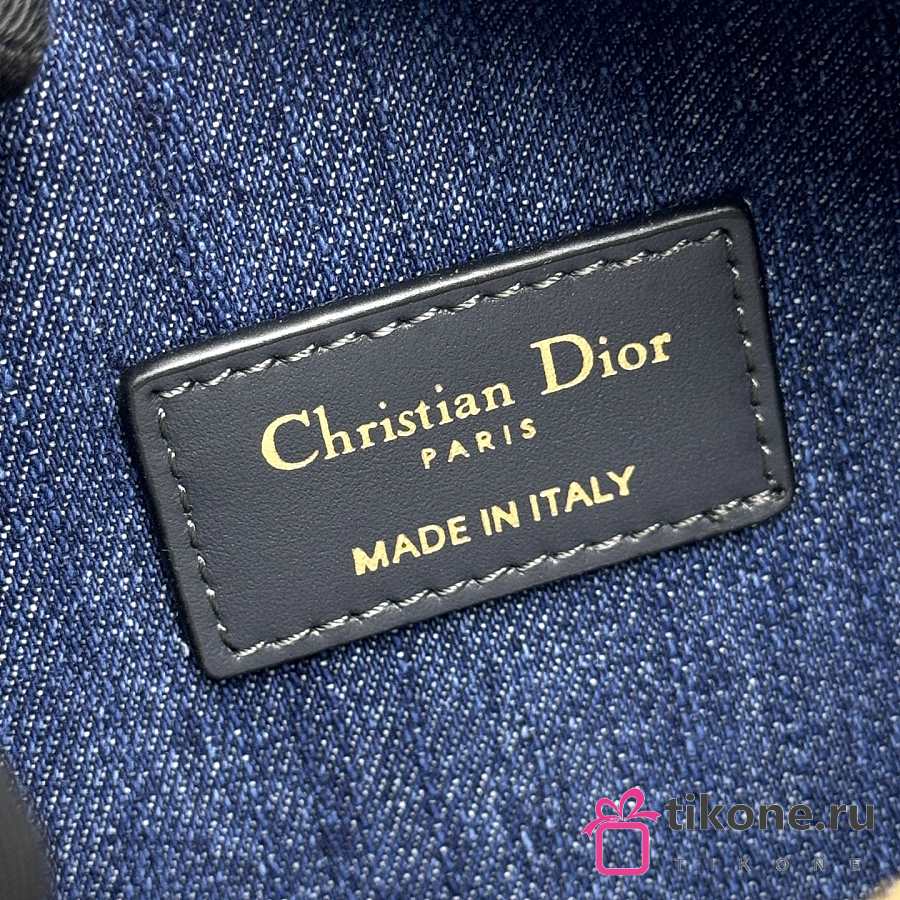 Christian Dior
PARIS
MADE IN ITALY
tikone.ru
TIKONE